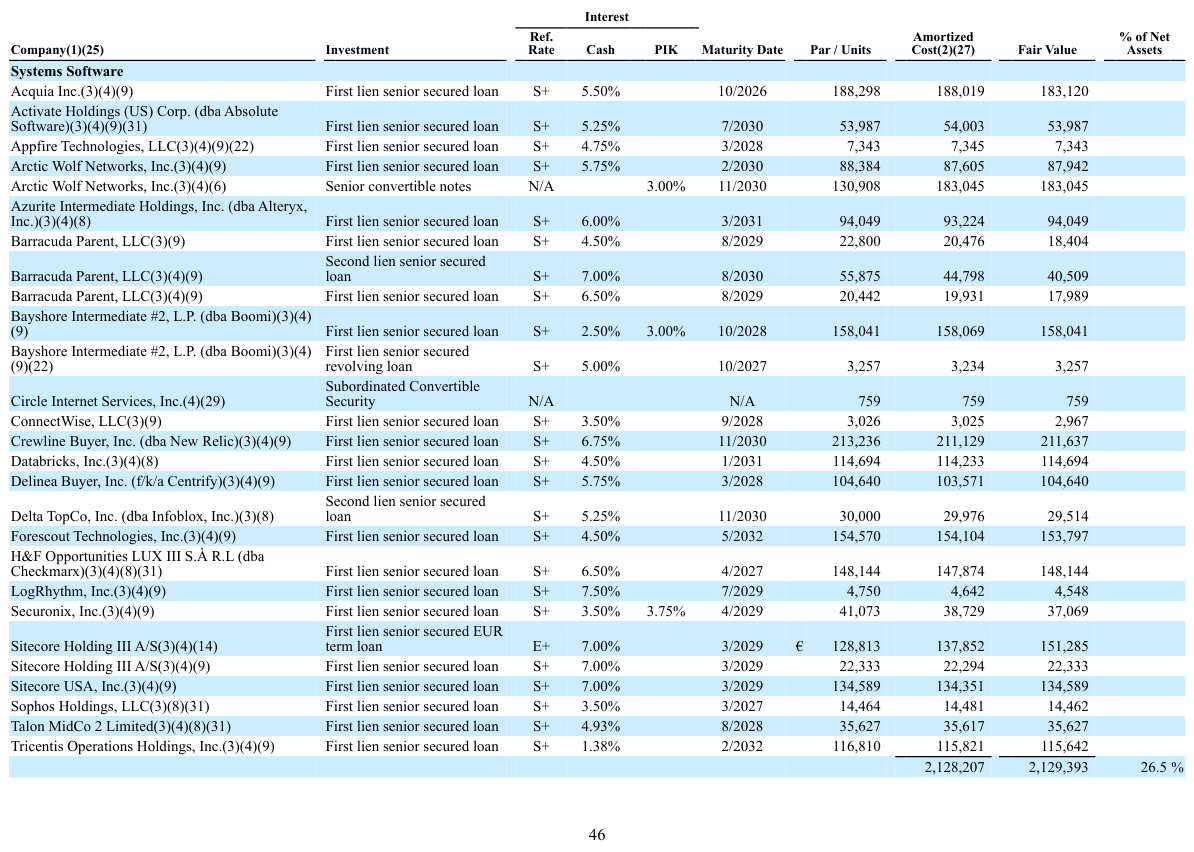 Interest
Company(1)(25) Investment Ref. Rate Cash PIK Maturity Date Par / Units Amortized Cost(2)(27) Fair Value % of Net Assets
Systems Software
Acquia Inc.(3)(4)(9) First lien senior secured loan S+ 5.50% 10/2026 188,298 188,019 183,120
Activate Holdings (US) Corp. (dba Absolute
Software)(3)(4)(9)(31) First lien senior secured loan S+ 5.25% 7/2030 53,987 54,003 53,987
Appfire Technologies, LLC(3)(4)(9)(22) First lien senior secured loan S+ 4.75% 3/2028 7,343 7,345 7,343
Arctic Wolf Networks, Inc.(3)(4)(9) First lien senior secured loan S+ 5.75% 2/2030 88,384 87,605 87,942
Arctic Wolf Networks, Inc.(3)(4)(6) Senior convertible notes N/A 3.00% 11/2030 130,908 183,045 183,045
Azurite Intermediate Holdings, Inc. (dba Alteryx,
Inc.)(3)(4)(8) First lien senior secured loan S+ 6.00% 3/2031 94,049 93,224 94,049
Barracuda Parent, LLC(3)(9) First lien senior secured loan S+ 4.50% 8/2029 22,800 20,476 18,404
Second lien senior secured
Barracuda Parent, LLC(3)(4)(9) loan S+ 7.00% 8/2030 55,875 44,798 40,509
Barracuda Parent, LLC(3)(4)(9) First lien senior secured loan S+ 6.50% 8/2029 20,442 19,931 17,989
Bayshore Intermediate #2, L.P. (dba Boomi)(3)(4)
(9) First lien senior secured loan S+ 2.50% 3.00% 10/2028 158,041 158,069 158,041
Bayshore Intermediate #2, L.P. (dba Boomi)(3)(4) First lien senior secured
(9)(22) revolving loan S+ 5.00% 10/2027 3,257 3,234 3,257
Subordinated Convertible
Circle Internet Services, Inc.(4)(29) Security N/A N/A 759 759 759
ConnectWise, LLC(3)(9) First lien senior secured loan S+ 3.50% 9/2028 3,026 3,025 2,967
Crewline Buyer, Inc. (dba New Relic)(3)(4)(9) First lien senior secured loan S+ 6.75% 11/2030 213,236 211,129 211,637
Databricks, Inc.(3)(4)(8) First lien senior secured loan S+ 4.50% 1/2031 114,694 114,233 114,694
Delinea Buyer, Inc. (f/k/a Centrify)(3)(4)(9) First lien senior secured loan S+ 5.75% 3/2028 104,640 103,571 104,640
Second lien senior secured
Delta TopCo, Inc. (dba Infoblox, Inc.)(3)(8) loan S+ 5.25% 11/2030 30,000 29,976 29,514
Forescout Technologies, Inc.(3)(4)(9) First lien senior secured loan S+ 4.50% 5/2032 154,570 154,104 153,797
H&F Opportunities LUX III S.À R.L (dba
Checkmarx)(3)(4)(8)(31) First lien senior secured loan S+ 6.50% 4/2027 148,144 147,874 148,144
LogRhythm, Inc.(3)(4)(9) First lien senior secured loan S+ 7.50% 7/2029 4,750 4,642 4,548
Securonix, Inc.(3)(4)(9) First lien senior secured loan S+ 3.50% 3.75% 4/2029 41,073 38,729 37,069
First lien senior secured EUR
Sitecore Holding III A/S(3)(4)(14) term loan E+ 7.00% 3/2029 € 128,813 137,852 151,285
Sitecore Holding III A/S(3)(4)(9) First lien senior secured loan S+ 7.00% 3/2029 22,333 22,294 22,333
Sitecore USA, Inc.(3)(4)(9) First lien senior secured loan S+ 7.00% 3/2029 134,589 134,351 134,589
Sophos Holdings, LLC(3)(8)(31) First lien senior secured loan S+ 3.50% 3/2027 14,464 14,481 14,462
Talon MidCo 2 Limited(3)(4)(8)(31) First lien senior secured loan S+ 4.93% 8/2028 35,627 35,617 35,627
Tricentis Operations Holdings, Inc.(3)(4)(9) First lien senior secured loan S+ 1.38% 2/2032 116,810 115,821 115,642
2,128,207 2,129,393 26.5 %
46